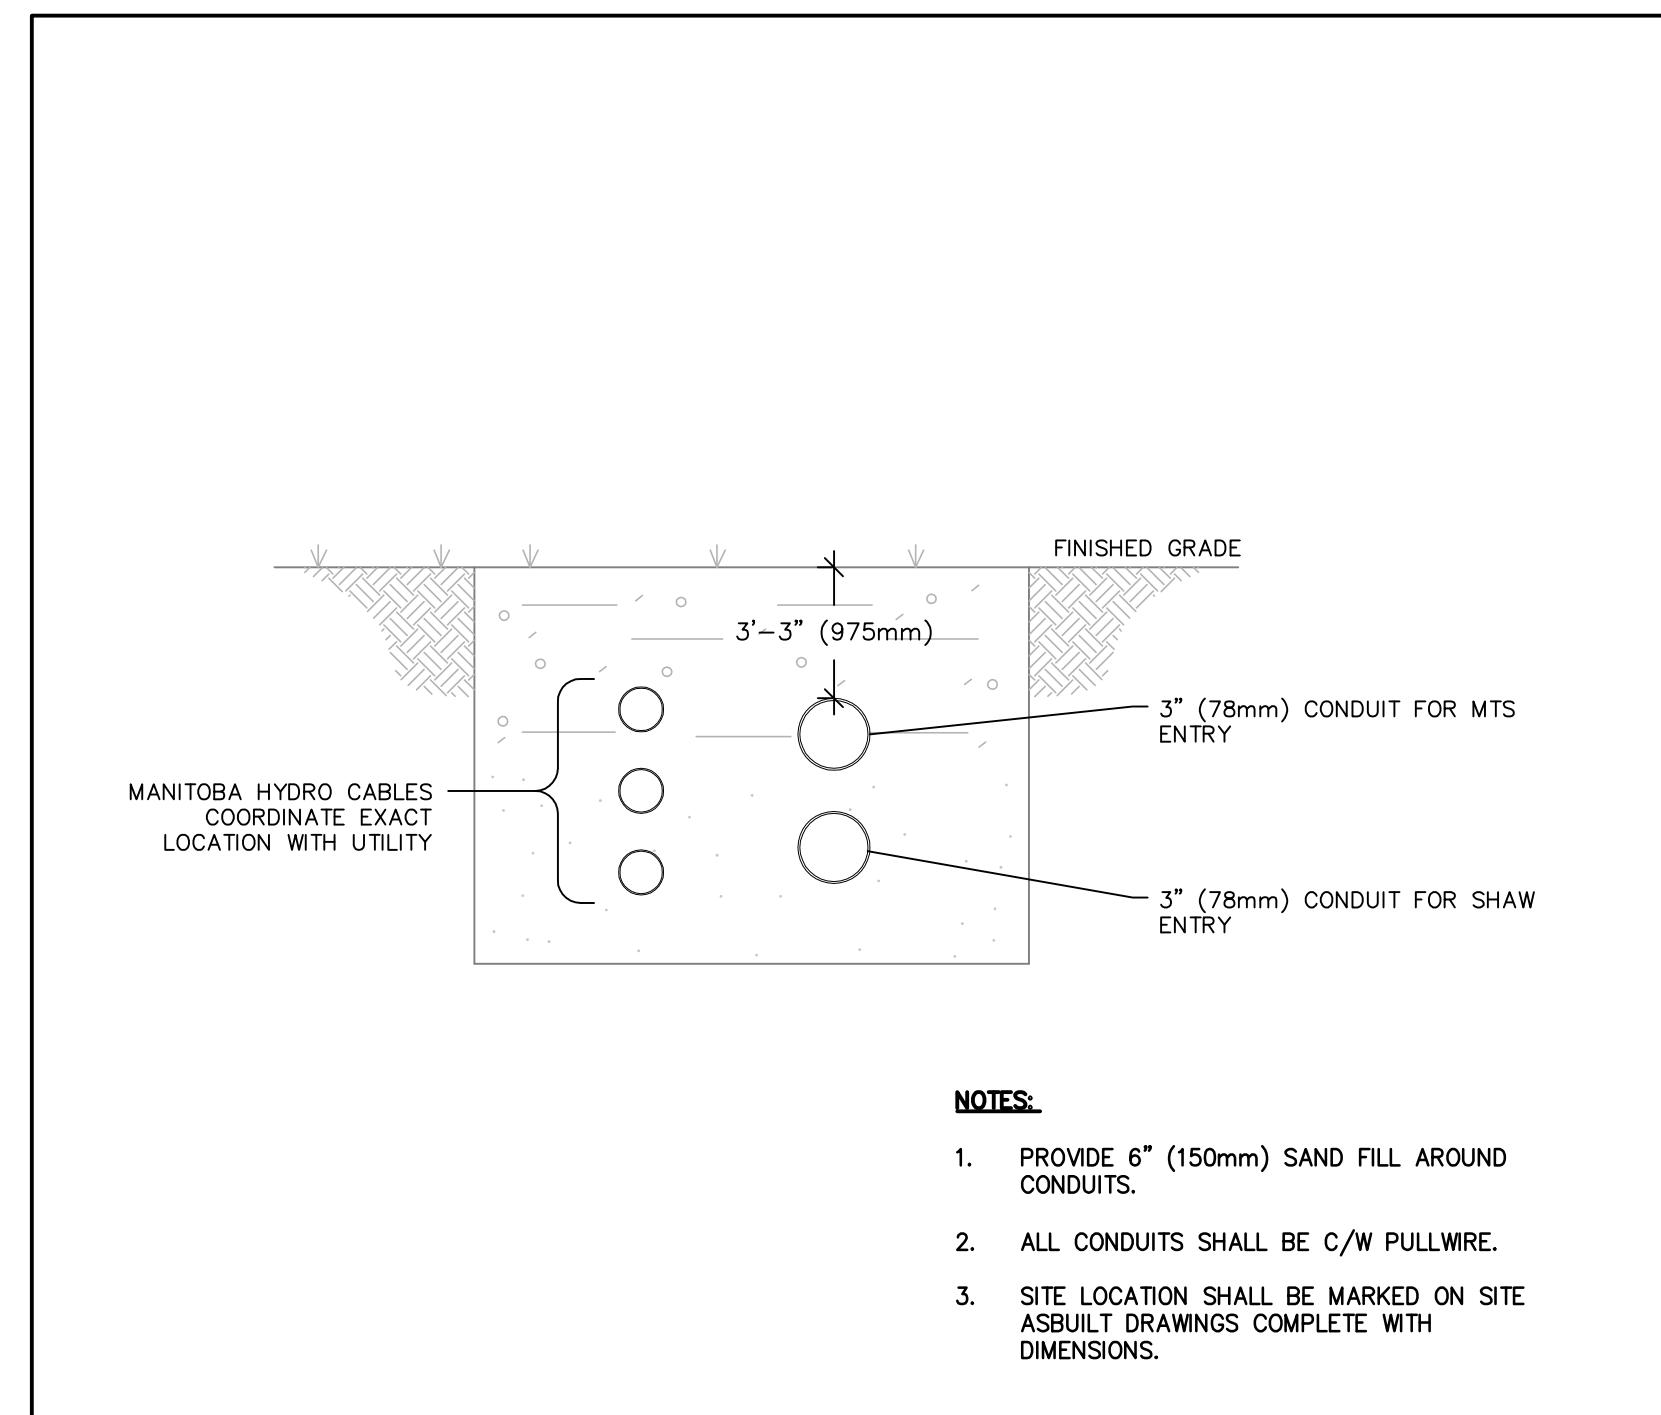 FINISHED GRADE
3'-3" (975mm)
3" (78mm) CONDUIT FOR MTS
ENTRY
MANITOBA HYDRO CABLES
COORDINATE EXACT
LOCATION WITH UTILITY
3" (78mm) CONDUIT FOR SHAW
ENTRY
NOTES:
1. PROVIDE 6" (150mm) SAND FILL AROUND
CONDUITS.
2. ALL CONDUITS SHALL BE C/W PULLWIRE.
3. SITE LOCATION SHALL BE MARKED ON SITE
ASBUILT DRAWINGS COMPLETE WITH
DIMENSIONS.